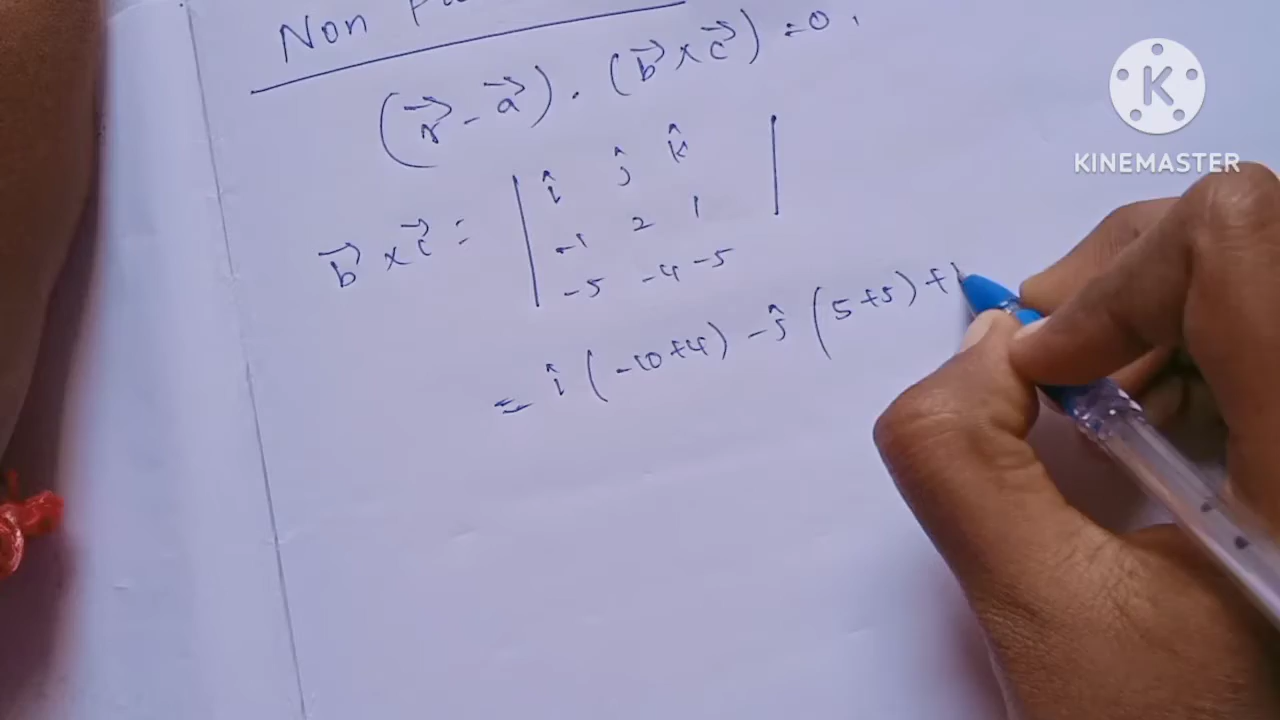 Non
(r⃗ - a⃗) . (b⃗ × c⃗) = 0.
b⃗ × c⃗ = | î ĵ k̂ |
-1 2 1
-5 -4 -5
= î (-10+4) - ĵ (5+5) +
K
KINEMASTER